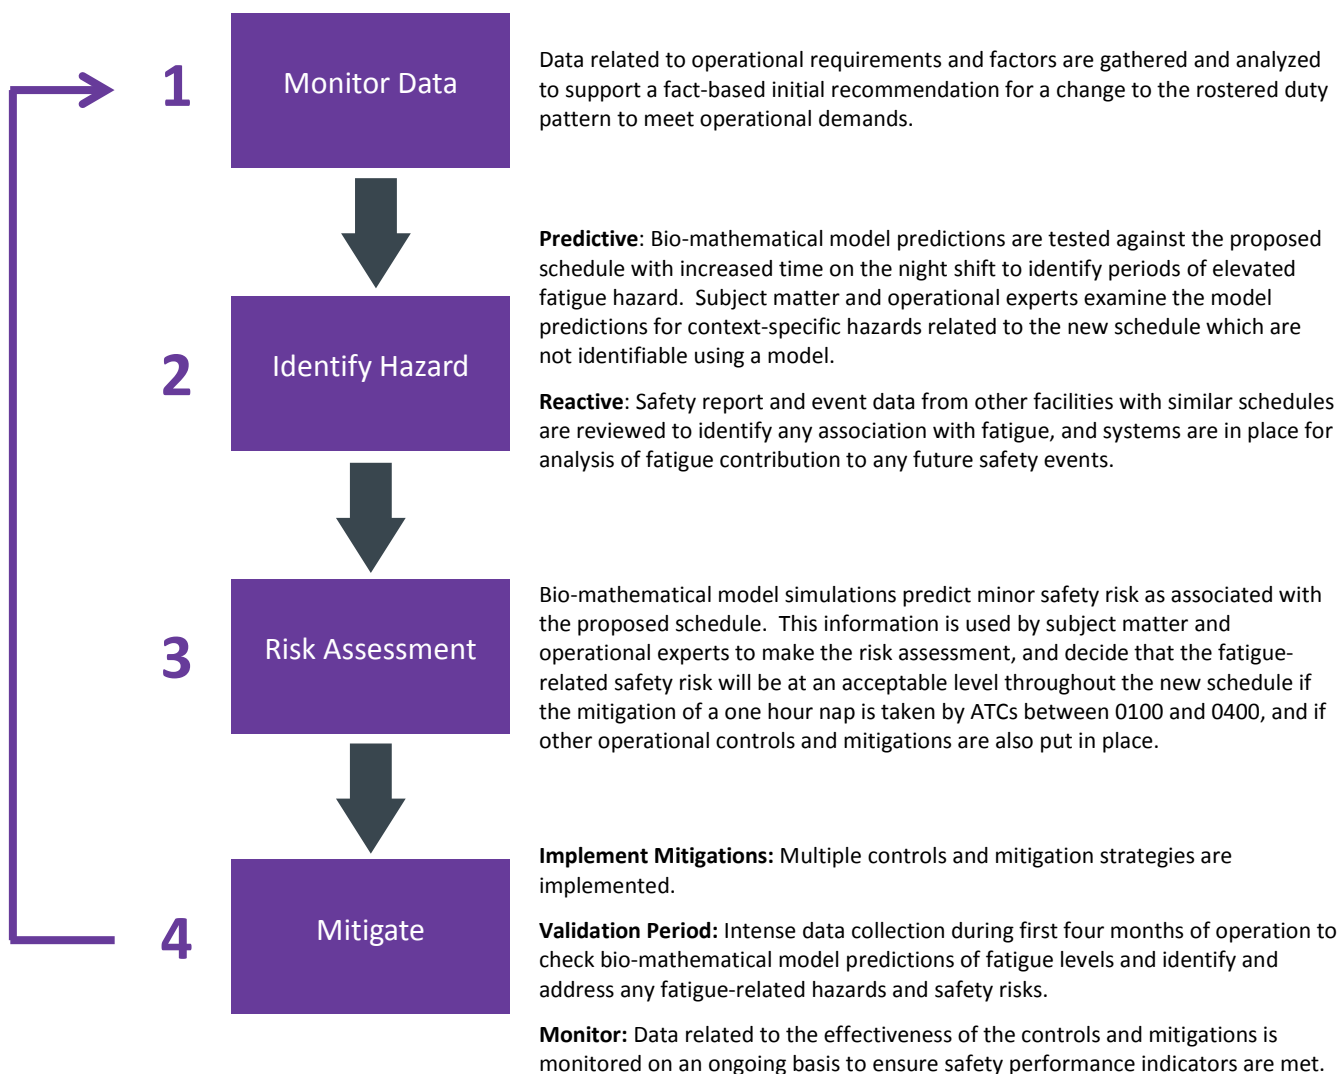 1
Monitor Data
Data related to operational requirements and factors are gathered and analyzed
to support a fact-based initial recommendation for a change to the rostered duty
pattern to meet operational demands.
2
Identify Hazard
Predictive: Bio-mathematical model predictions are tested against the proposed
schedule with increased time on the night shift to identify periods of elevated
fatigue hazard.  Subject matter and operational experts examine the model
predictions for context-specific hazards related to the new schedule which are
not identifiable using a model.
Reactive: Safety report and event data from other facilities with similar schedules
are reviewed to identify any association with fatigue, and systems are in place for
analysis of fatigue contribution to any future safety events.
3
Risk Assessment
Bio-mathematical model simulations predict minor safety risk as associated with
the proposed schedule.  This information is used by subject matter and
operational experts to make the risk assessment, and decide that the fatigue-
related safety risk will be at an acceptable level throughout the new schedule if
the mitigation of a one hour nap is taken by ATCs between 0100 and 0400, and if
other operational controls and mitigations are also put in place.
4
Mitigate
Implement Mitigations: Multiple controls and mitigation strategies are
implemented.
Validation Period: Intense data collection during first four months of operation to
check bio-mathematical model predictions of fatigue levels and identify and
address any fatigue-related hazards and safety risks.
Monitor: Data related to the effectiveness of the controls and mitigations is
monitored on an ongoing basis to ensure safety performance indicators are met.